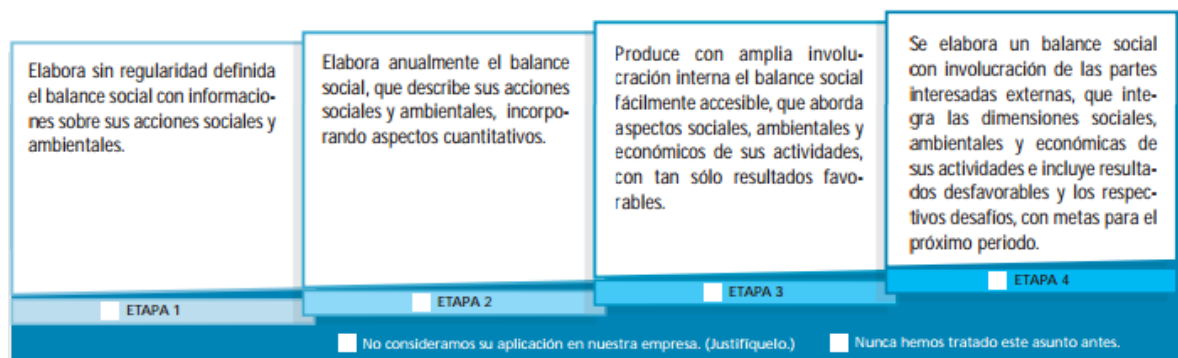 Elabora sin regularidad definida
el balance social con informacio-
nes sobre sus acciones sociales y
ambientales.
ETAPA 1
Elabora anualmente el balance
social, que describe sus acciones
sociales y ambientales, incorpo-
rando aspectos cuantitativos.
ETAPA 2
Produce con amplia involu-
cración interna el balance social
fácilmente accesible, que aborda
aspectos sociales, ambientales y
económicos de sus actividades,
con tan sólo resultados favo-
rables.
ETAPA 3
Se elabora un balance social
con involucración de las partes
interesadas externas, que inte-
gra las dimensiones sociales,
ambientales y económicas de
sus actividades e incluye resulta-
dos desfavorables y los respec-
tivos desafíos, con metas para el
próximo periodo.
ETAPA 4
No consideramos su aplicación en nuestra empresa. (Justifíquelo.)
Nunca hemos tratado este asunto antes.